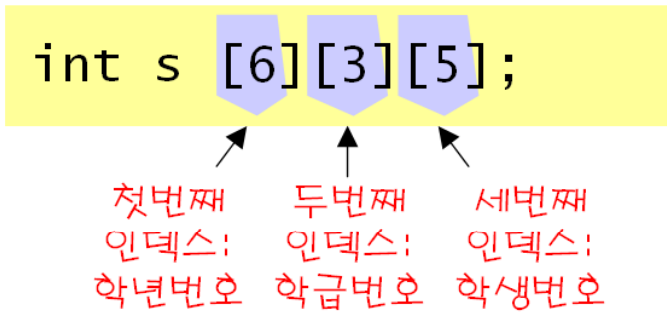 int s [6][3][5];
첫번째 두번째 세번째
인덱스: 인덱스: 인덱스:
학년번호 학급번호 학생번호